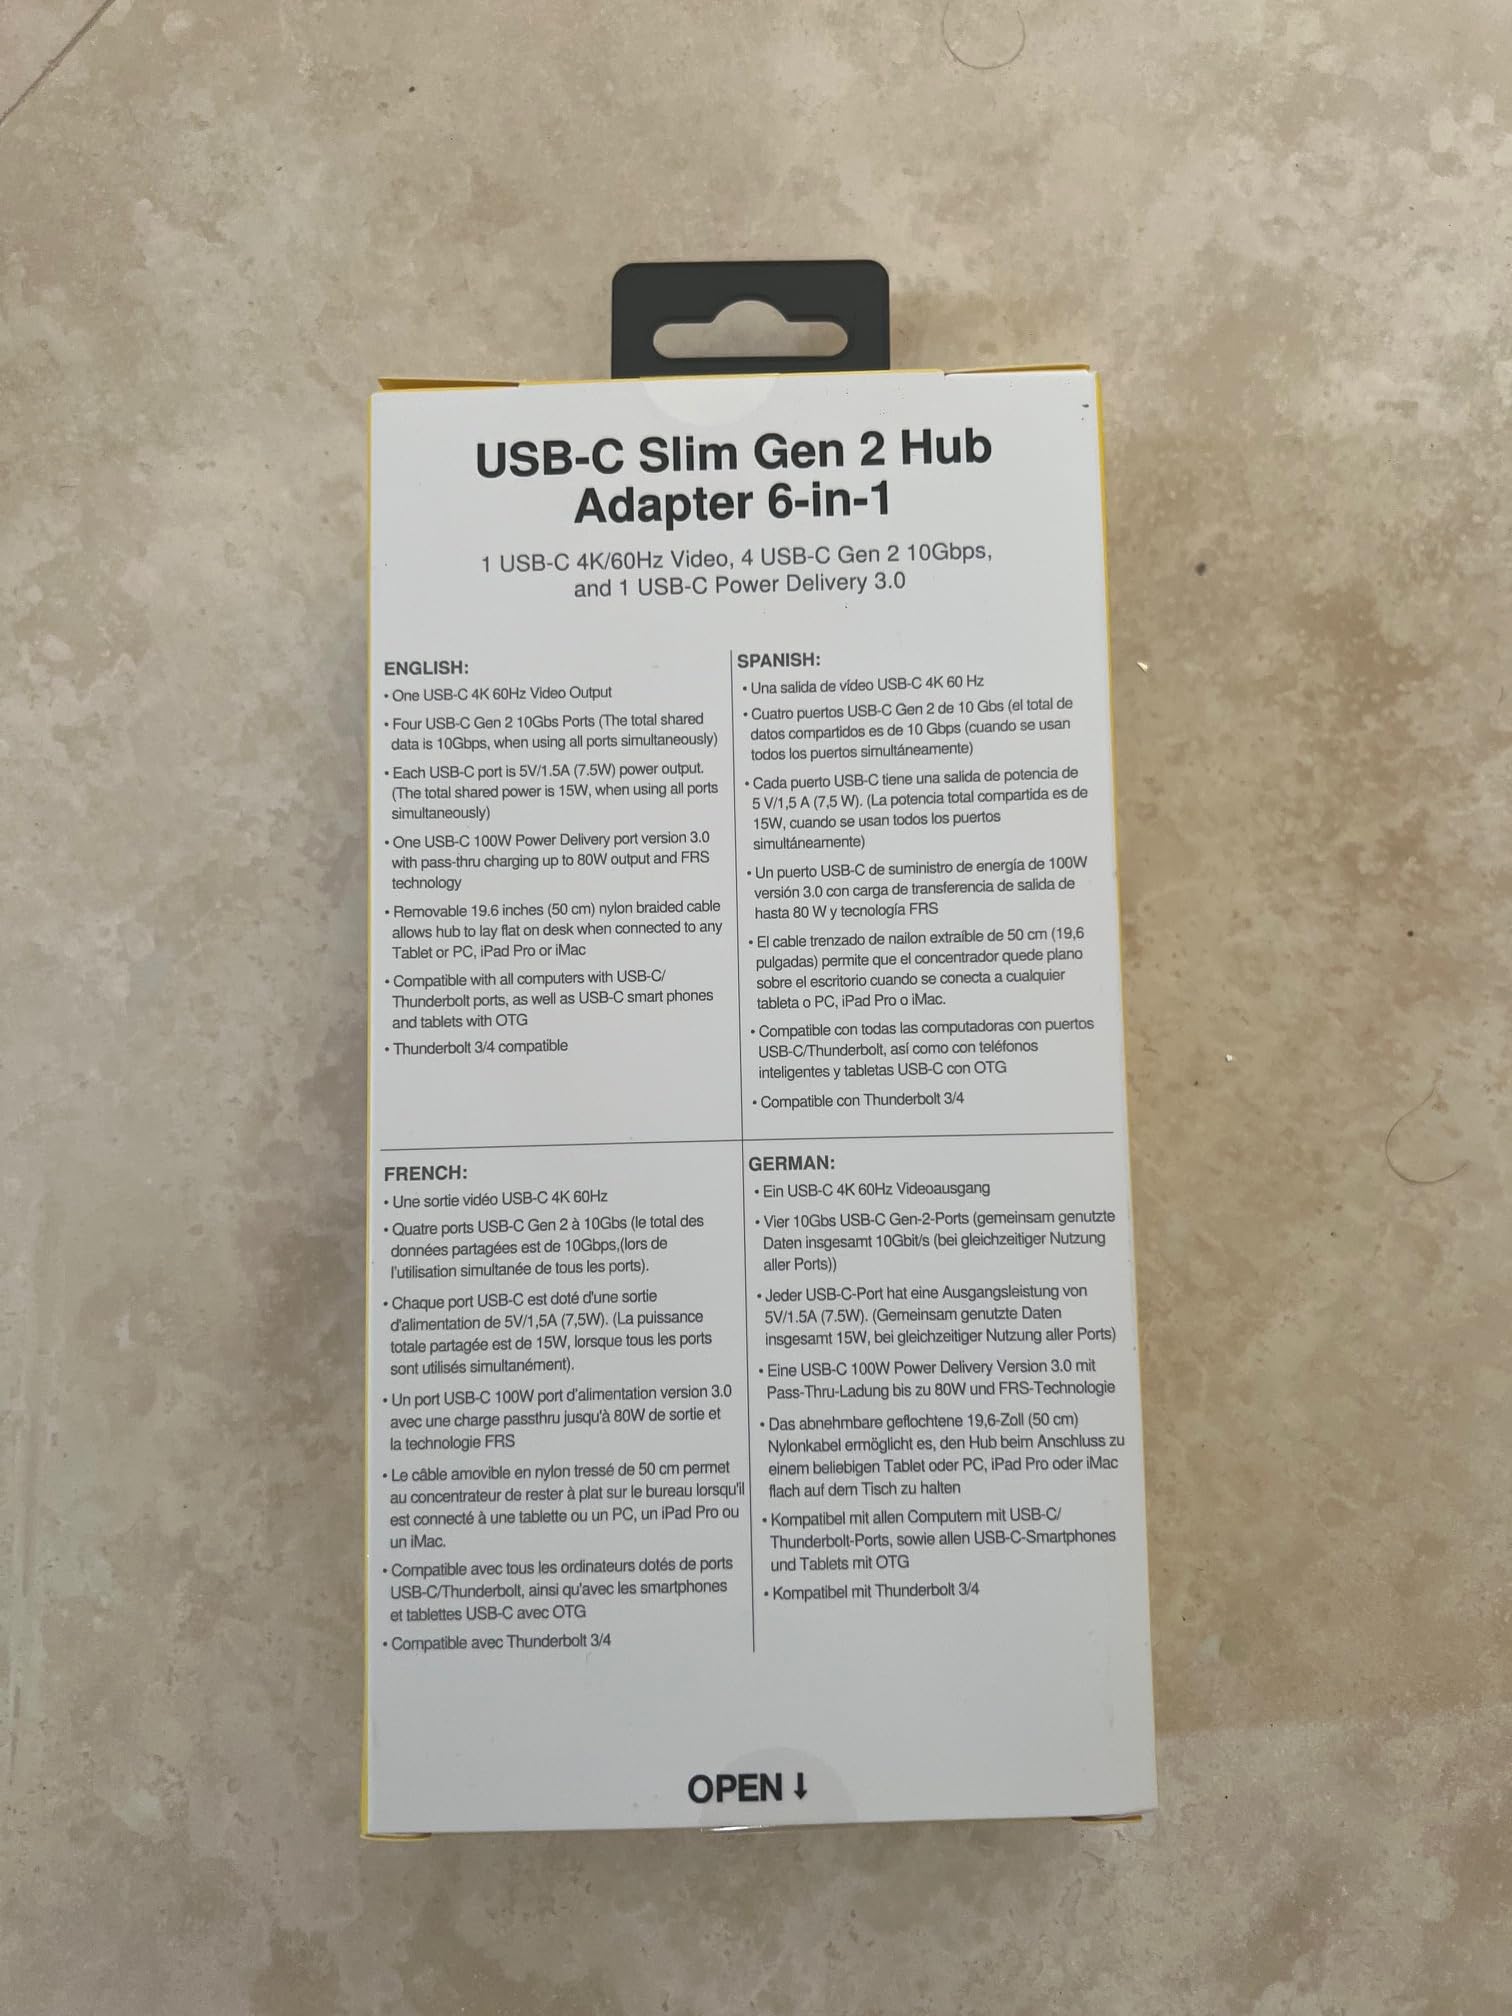 USB-C Slim Gen 2 Hub
Adapter 6-in-1
1 USB-C 4K/60Hz Video, 4 USB-C Gen 2 10Gbps,
and 1 USB-C Power Delivery 3.0
ENGLISH:
• One USB-C 4K 60Hz Video Output
• Four USB-C Gen 2 10Gbs Ports (The total shared
data is 10Gbps, when using all ports simultaneously)
• Each USB-C port is 5V/1.5A (7.5W) power output.
(The total shared power is 15W, when using all ports
simultaneously)
• One USB-C 100W Power Delivery port version 3.0
with pass-thru charging up to 80W output and FRS
technology
• Removable 19.6 inches (50 cm) nylon braided cable
allows hub to lay flat on desk when connected to any
Tablet or PC, iPad Pro or iMac
• Compatible with all computers with USB-C/
Thunderbolt ports, as well as USB-C smart phones
and tablets with OTG
• Thunderbolt 3/4 compatible
SPANISH:
• Una salida de vídeo USB-C 4K 60 Hz
• Cuatro puertos USB-C Gen 2 de 10 Gbs (el total de
datos compartidos es de 10 Gbps (cuando se usan
todos los puertos simultáneamente)
• Cada puerto USB-C tiene una salida de potencia de
5 V/1,5 A (7,5 W). (La potencia total compartida es de
15W, cuando se usan todos los puertos
simultáneamente)
• Un puerto USB-C de suministro de energía de 100W
versión 3.0 con carga de transferencia de salida de
hasta 80 W y tecnología FRS
• El cable trenzado de nailon extraíble de 50 cm (19,6
pulgadas) permite que el concentrador quede plano
sobre el escritorio cuando se conecta a cualquier
tableta o PC, iPad Pro o iMac.
• Compatible con todas las computadoras con puertos
USB-C/Thunderbolt, así como con teléfonos
inteligentes y tabletas USB-C con OTG
• Compatible con Thunderbolt 3/4
FRENCH:
• Une sortie vidéo USB-C 4K 60Hz
• Quatre ports USB-C Gen 2 à 10Gbs (le total des
données partagées est de 10Gbps,(lors de
l'utilisation simultanée de tous les ports).
• Chaque port USB-C est doté d'une sortie
d'alimentation de 5V/1,5A (7,5W). (La puissance
totale partagée est de 15W, lorsque tous les ports
sont utilisés simultanément).
• Un port USB-C 100W port d'alimentation version 3.0
avec une charge passthru jusqu'à 80W de sortie et
la technologie FRS
• Le câble amovible en nylon tressé de 50 cm permet
au concentrateur de rester à plat sur le bureau lorsqu'il
est connecté à une tablette ou un PC, un iPad Pro ou
un iMac.
• Compatible avec tous les ordinateurs dotés de ports
USB-C/Thunderbolt, ainsi qu'avec les smartphones
et tablettes USB-C avec OTG
• Compatible avec Thunderbolt 3/4
GERMAN:
• Ein USB-C 4K 60Hz Videoausgang
• Vier 10Gbs USB-C Gen-2-Ports (gemeinsam genutzte
Daten insgesamt 10Gbit/s (bei gleichzeitiger Nutzung
aller Ports))
• Jeder USB-C-Port hat eine Ausgangsleistung von
5V/1.5A (7.5W). (Gemeinsam genutzte Daten
insgesamt 15W, bei gleichzeitiger Nutzung aller Ports)
• Eine USB-C 100W Power Delivery Version 3.0 mit
Pass-Thru-Ladung bis zu 80W und FRS-Technologie
• Das abnehmbare geflochtene 19,6-Zoll (50 cm)
Nylonkabel ermöglicht es, den Hub beim Anschluss zu
einem beliebigen Tablet oder PC, iPad Pro oder iMac
flach auf dem Tisch zu halten
• Kompatibel mit allen Computern mit USB-C/
Thunderbolt-Ports, sowie allen USB-C-Smartphones
und Tablets mit OTG
• Kompatibel mit Thunderbolt 3/4
OPEN ↓